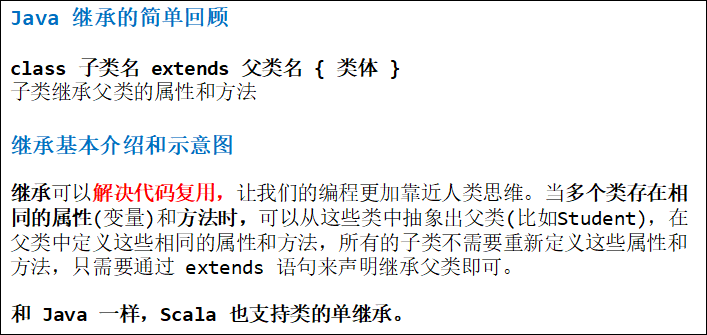 Java 继承的简单回顾
class 子类名 extends 父类名 { 类体 }
子类继承父类的属性和方法
继承基本介绍和示意图
继承可以解决代码复用，让我们的编程更加靠近人类思维。当多个类存在相
同的属性(变量)和方法时，可以从这些类中抽象出父类(比如Student)，在
父类中定义这些相同的属性和方法，所有的子类不需要重新定义这些属性和
方法，只需要通过 extends 语句来声明继承父类即可。
和 Java 一样，Scala 也支持类的单继承。